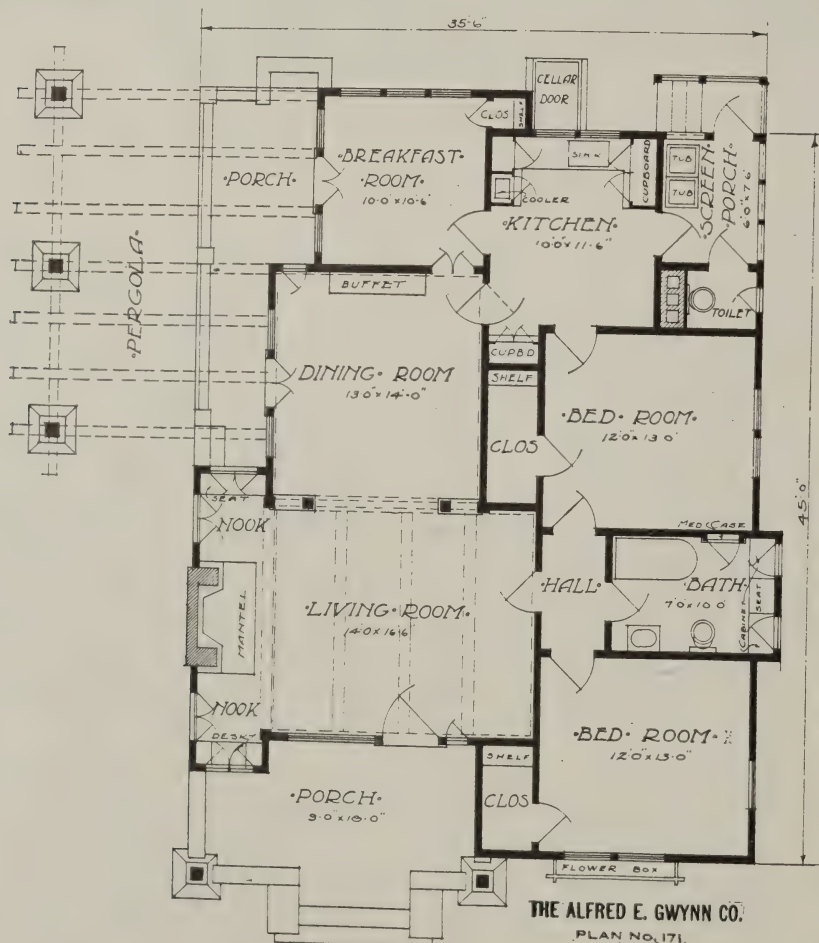 35'-6"
CELLAR
DOOR
CLOS
SHELF
·BREAKFAST·
ROOM·
10'-0"x10'-6"
·PORCH·
SINK
CUPBOARD
COOLER
·KITCHEN·
10'0"x11'-6"
TUB
TUB
·SCREEN
PORCH·
6'0"x7'6"
TOILET
PERGOLA·
BUFFET
CUPBD
·DINING· ROOM
13'0"x14'-0"
SHELF
CLOS
·BED· ROOM·
12'0"x13'0"
45'-0"
MED CASE
SEAT
·NOOK
MANTEL
·LIVING·ROOM·
14'0"x16'6"
·HALL·
·BATH·
7'0"x10'0"
CABINET
SEAT
·NOOK
DESK
·BED· ROOM·
12'0"x13'-0"
SHELF
CLOS
·PORCH·
9'-0"x18'-0"
FLOWER BOX
THE ALFRED E. GWYNN CO.
PLAN NO. 171